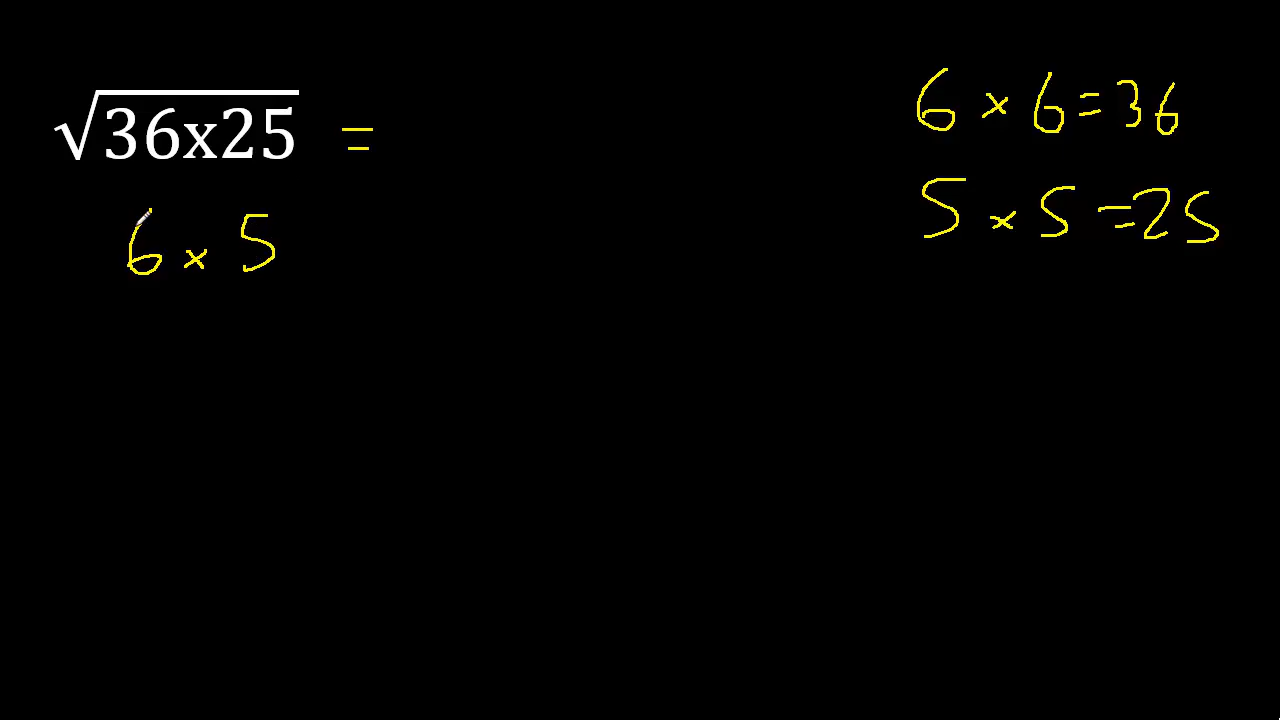 √36x25 =
6 × 5
6 × 6 = 36
5 × 5 = 25